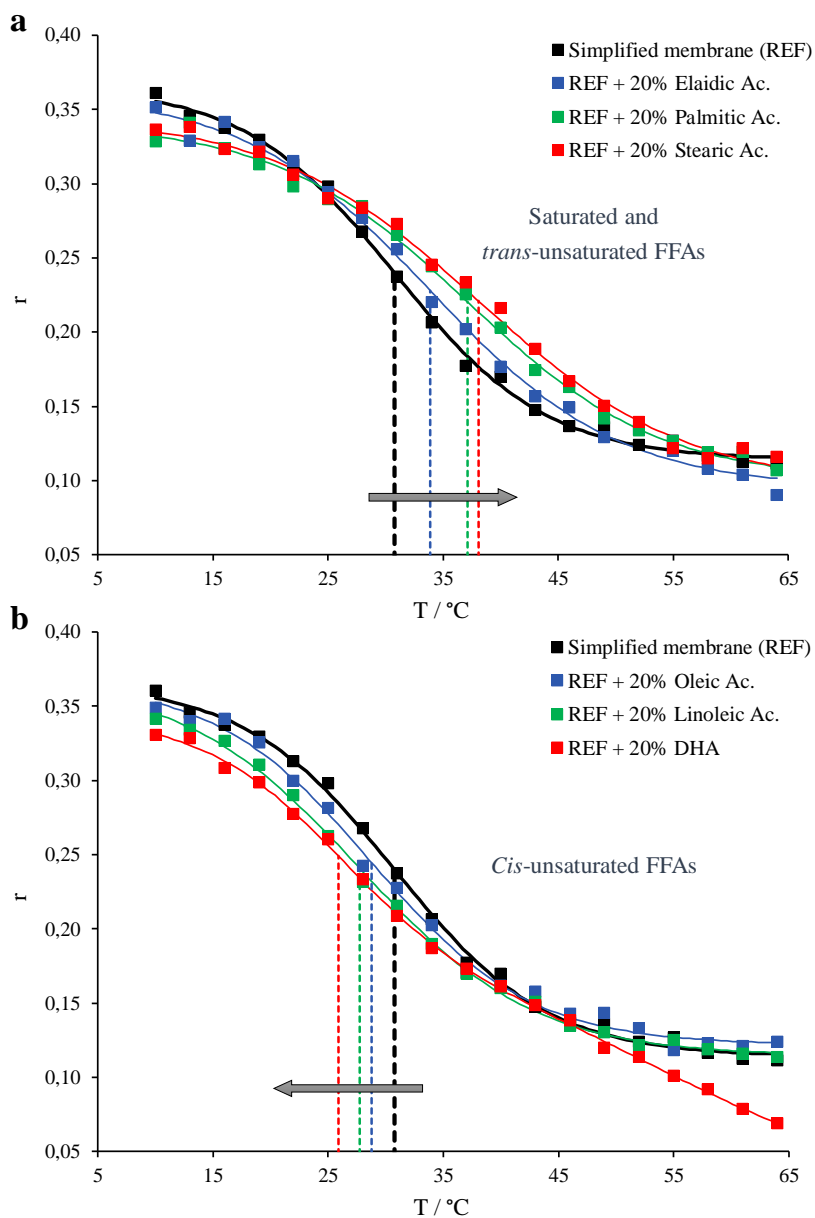 a
0,40
0,35
0,30
0,25
0,20
0,15
0,10
0,05
r
Simplified membrane (REF)
REF + 20% Elaidic Ac.
REF + 20% Palmitic Ac.
REF + 20% Stearic Ac.
Saturated and
trans-unsaturated FFAs
5 15 25 35 45 55 65
T / °C
b
0,40
0,35
0,30
0,25
0,20
0,15
0,10
0,05
r
Simplified membrane (REF)
REF + 20% Oleic Ac.
REF + 20% Linoleic Ac.
REF + 20% DHA
Cis-unsaturated FFAs
5 15 25 35 45 55 65
T / °C